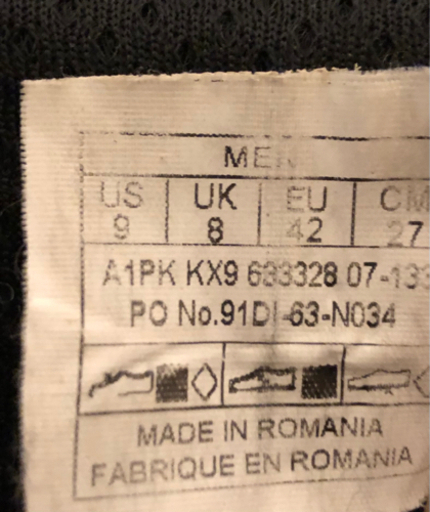 MEN
US UK EU CM
9 8 42 27
A1PK KX9 633328 07-133
PO No.91DI-63-N034
MADE IN ROMANIA
FABRIQUE EN ROMANIA